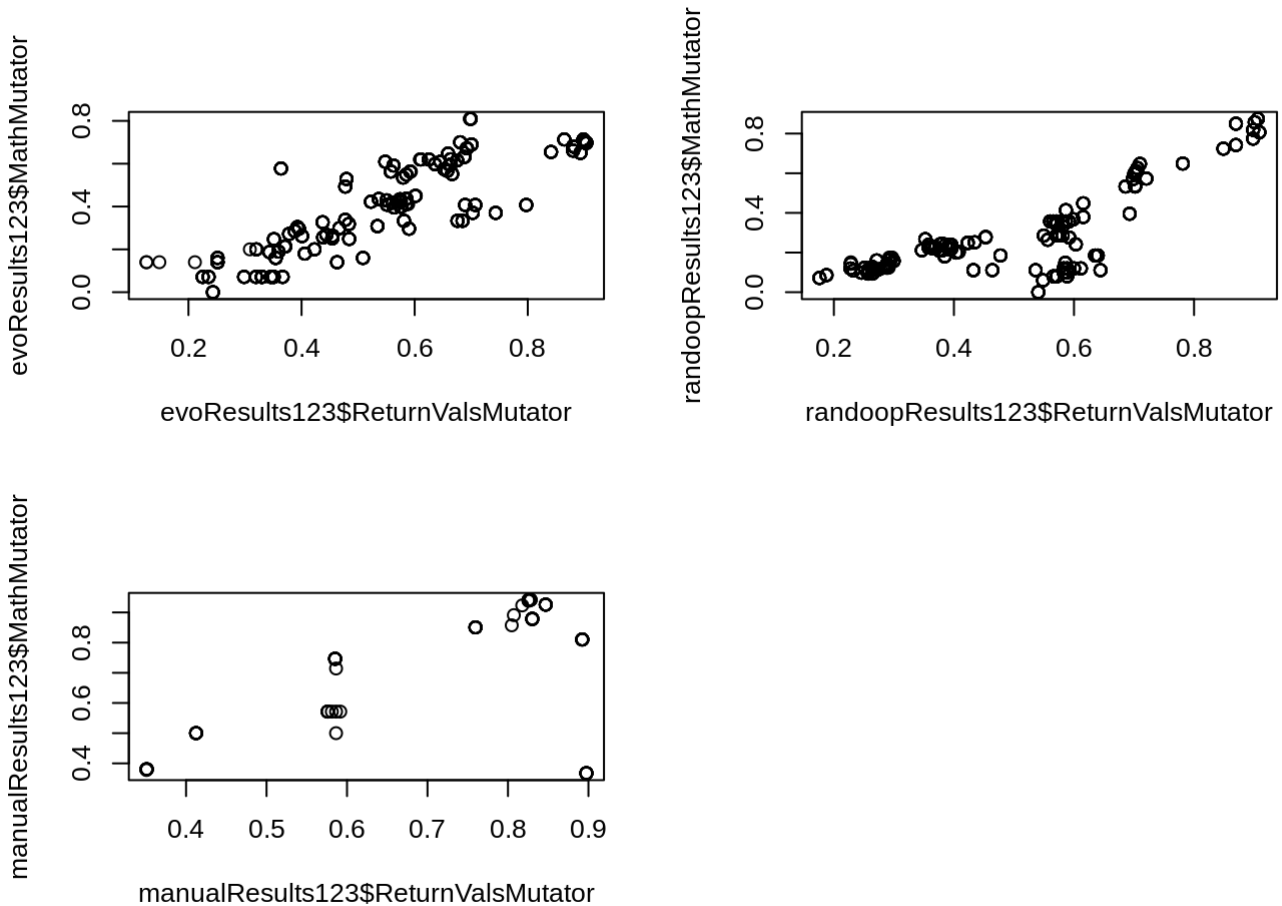 evoResults123$MathMutator
0.0 0.4 0.8
0.2 0.4 0.6 0.8
evoResults123$ReturnValsMutator
randoopResults123$MathMutator
0.0 0.4 0.8
0.2 0.4 0.6 0.8
randoopResults123$ReturnValsMutator
manualResults123$MathMutator
0.4 0.6 0.8
0.4 0.5 0.6 0.7 0.8 0.9
manualResults123$ReturnValsMutator